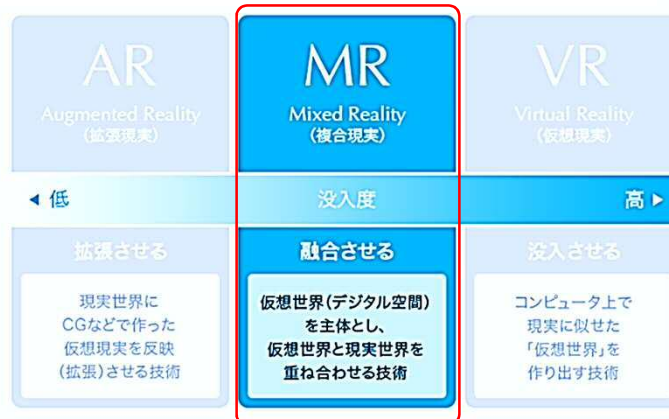 AR
Augmented Reality
(拡張現実)
MR
Mixed Reality
(複合現実)
VR
Virtual Reality
(仮想現実)
◀ 低
没入度
高 ▶
拡張させる
現実世界に
CGなどで作った
仮想現実を反映
(拡張)させる技術
融合させる
仮想世界(デジタル空間)
を主体とし、
仮想世界と現実世界を
重ね合わせる技術
没入させる
コンピュータ上で
現実に似せた
「仮想世界」を
作り出す技術